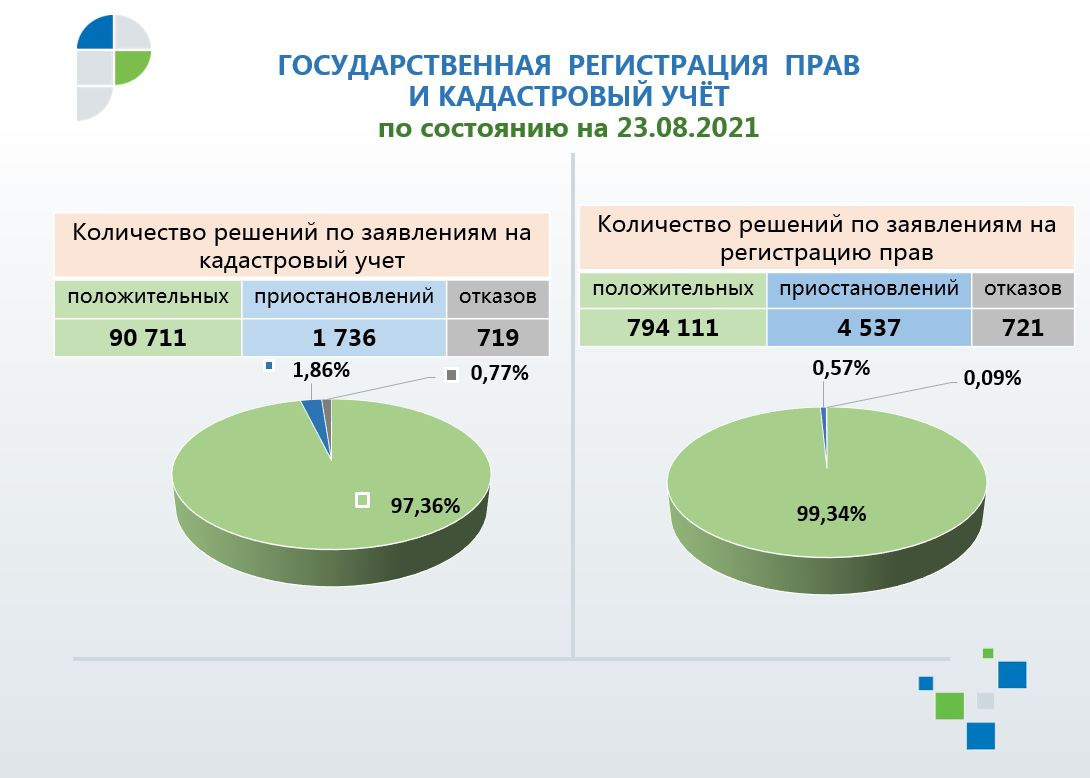 ГОСУДАРСТВЕННАЯ РЕГИСТРАЦИЯ ПРАВ
И КАДАСТРОВЫЙ УЧЁТ
по состоянию на 23.08.2021
Количество решений по заявлениям на
кадастровый учет
положительных приостановлений отказов
90 711 1 736 719
1,86% 0,77%
97,36%
Количество решений по заявлениям на
регистрацию прав
положительных приостановлений отказов
794 111 4 537 721
0,57% 0,09%
99,34%